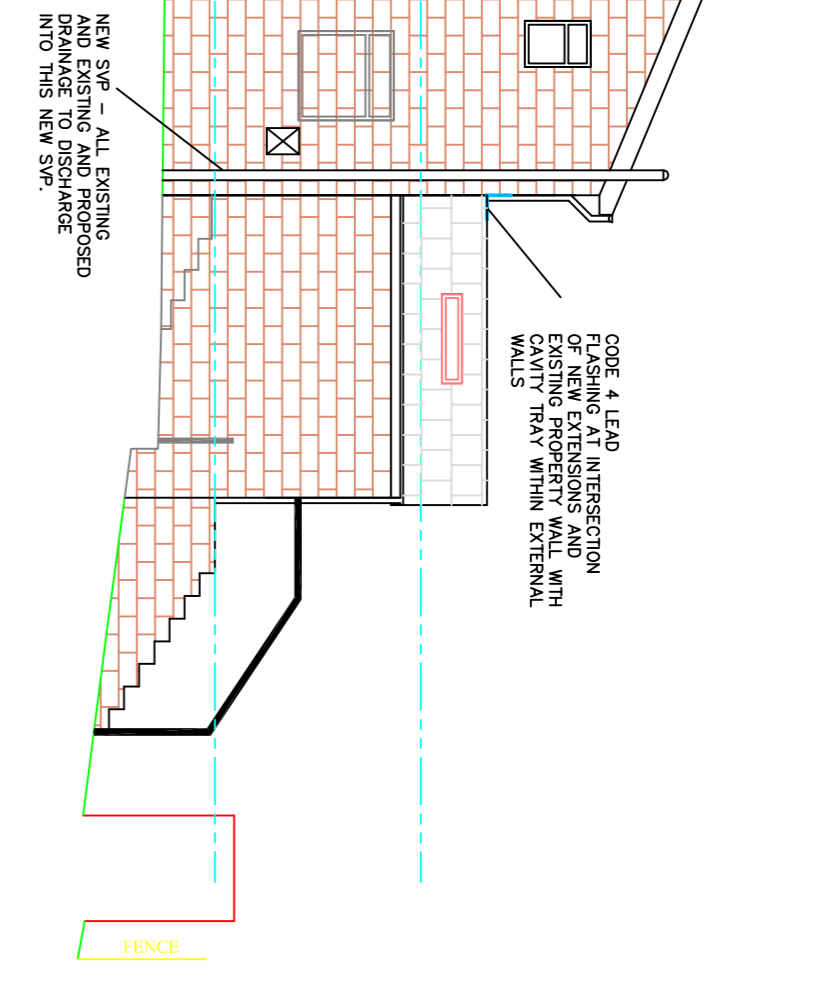 NEW SVP – ALL EXISTING
AND EXISTING AND PROPOSED
DRAINAGE TO DISCHARGE
INTO THIS NEW SVP.
CODE 4 LEAD
FLASHING AT INTERSECTION
OF NEW EXTENSIONS AND
EXISTING PROPERTY WALL WITH
CAVITY TRAY WITHIN EXTERNAL
WALLS
FENCE